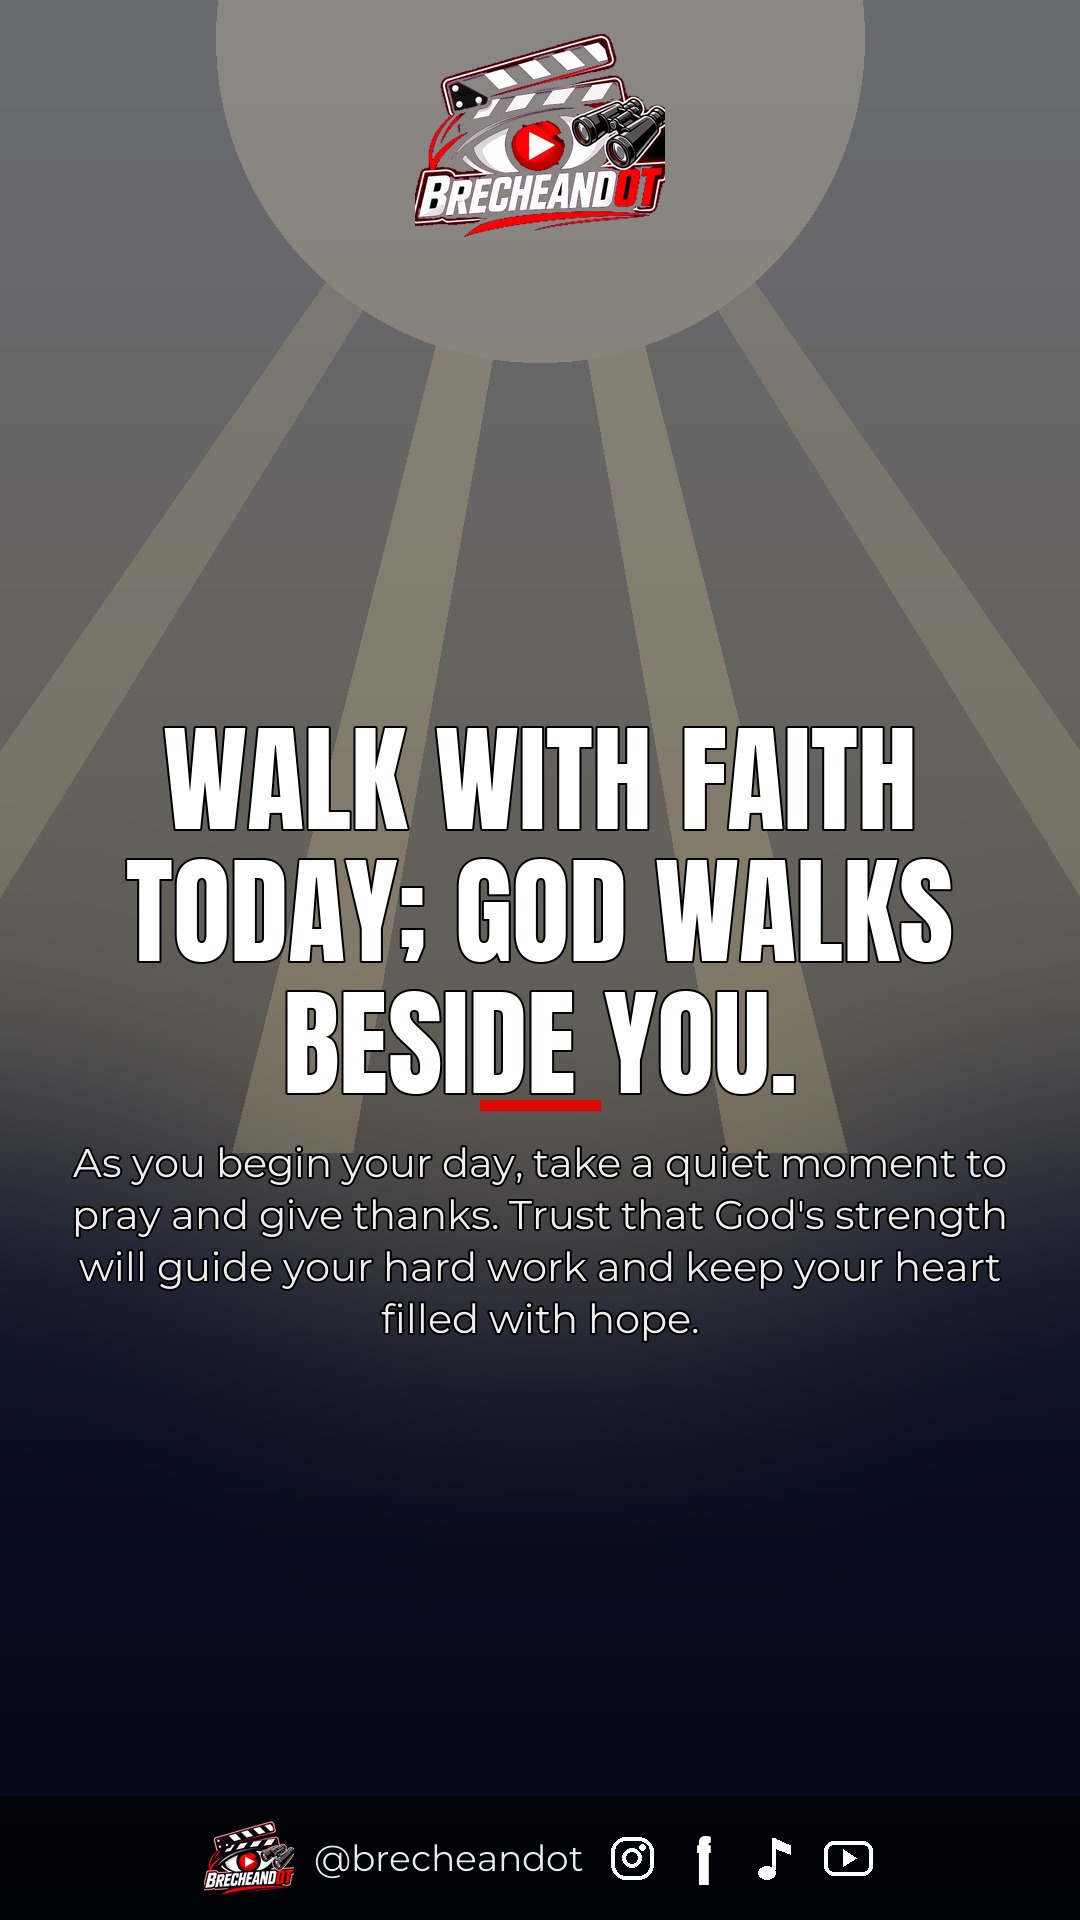 BRECHEANDOT
WALK WITH FAITH
TODAY; GOD WALKS
BESIDE YOU.
As you begin your day, take a quiet moment to
pray and give thanks. Trust that God's strength
will guide your hard work and keep your heart
filled with hope.
BRECHEANDOT @brecheandot